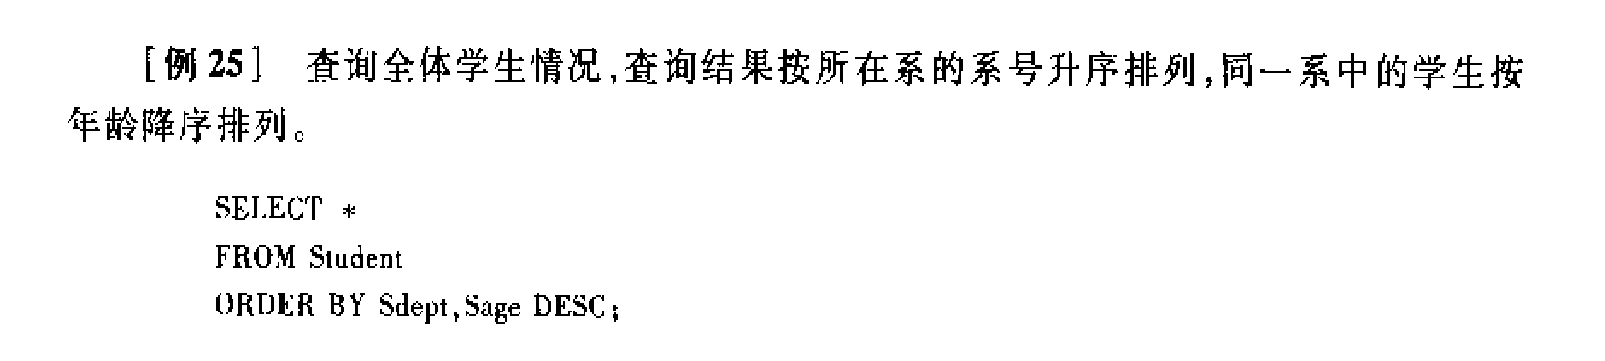 [例 25] 查询全体学生情况,查询结果按所在系的系号升序排列,同一系中的学生按
年龄降序排列。
SELECT *
FROM Student
ORDER BY Sdept,Sage DESC;